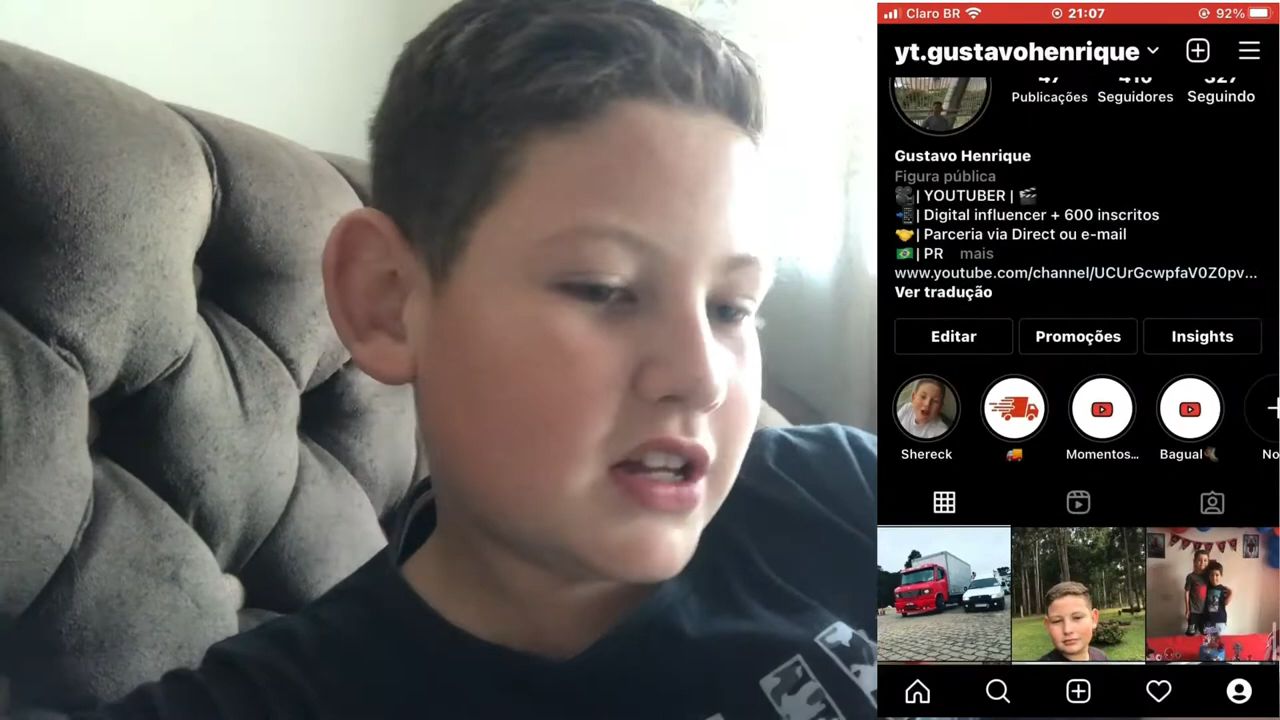 Claro BR 21:07 92%
yt.gustavohenrique
Publicações Seguidores Seguindo
Gustavo Henrique
Figura pública
| YOUTUBER |
| Digital influencer + 600 inscritos
| Parceria via Direct ou e-mail
| PR mais
www.youtube.com/channel/UCUrGcwpfaV0Z0pv...
Ver tradução
Editar Promoções Insights
Shereck Momentos... Bagual No